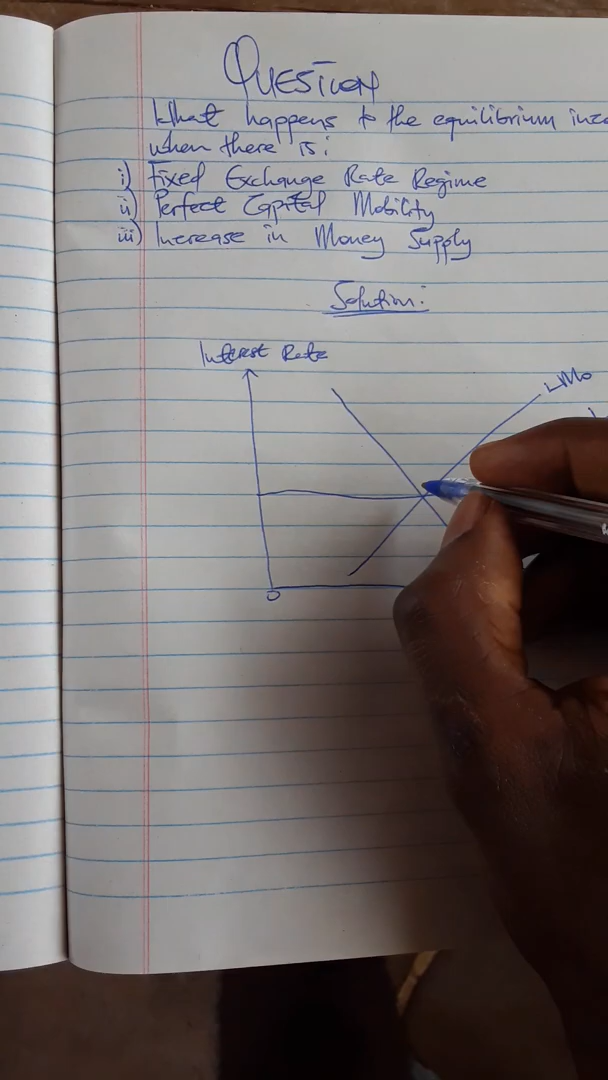 QUESTION
What happens to the equilibrium
when there is:
i) Fixed Exchange Rate Regime
ii) Perfect Capital Mobility
iii) Increase in Money Supply
Solution:
Interest Rate
LMo
0